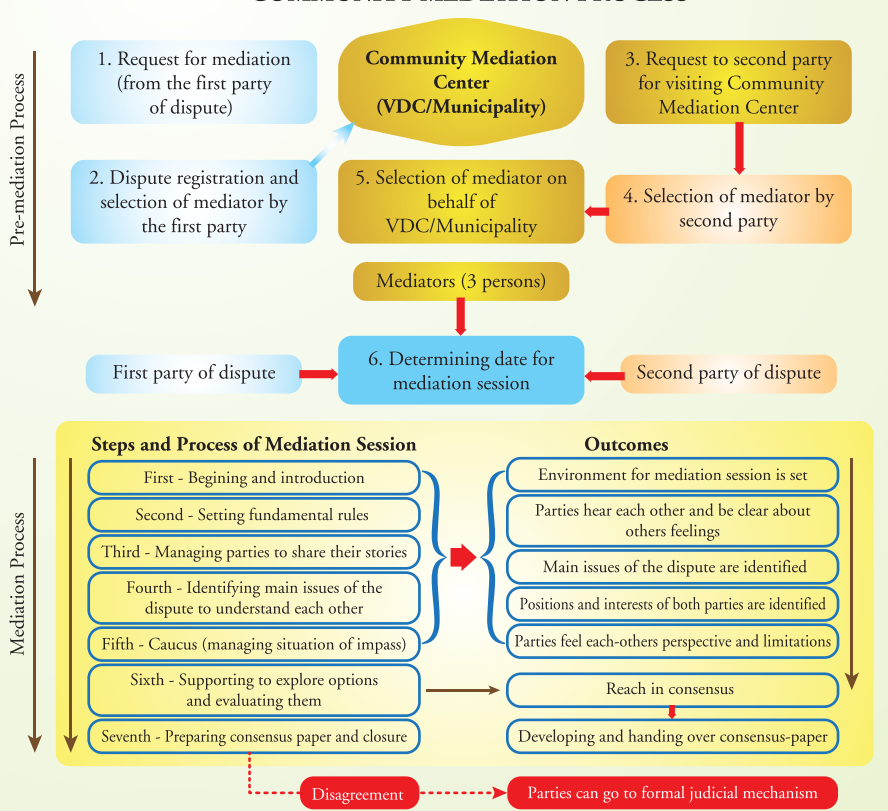 COMMUNITY MEDIATION PROCESS
Pre-mediation Process
1. Request for mediation
(from the first party
of dispute)
Community Mediation
Center
(VDC/Municipality)
3. Request to second party
for visiting Community
Mediation Center
2. Dispute registration and
selection of mediator by
the first party
5. Selection of mediator on
behalf of
VDC/Municipality
4. Selection of mediator by
second party
Mediators (3 persons)
First party of dispute
6. Determining date for
mediation session
Second party of dispute
Mediation Process
Steps and Process of Mediation Session
First - Begining and introduction
Second - Setting fundamental rules
Third - Managing parties to share their stories
Fourth - Identifying main issues of the
dispute to understand each other
Fifth - Caucus (managing situation of impass)
Sixth - Supporting to explore options
and evaluating them
Seventh - Preparing consensus paper and closure
Outcomes
Environment for mediation session is set
Parties hear each other and be clear about
others feelings
Main issues of the dispute are identified
Positions and interests of both parties are identified
Parties feel each-others perspective and limitations
Reach in consensus
Developing and handing over consensus-paper
Disagreement
Parties can go to formal judicial mechanism